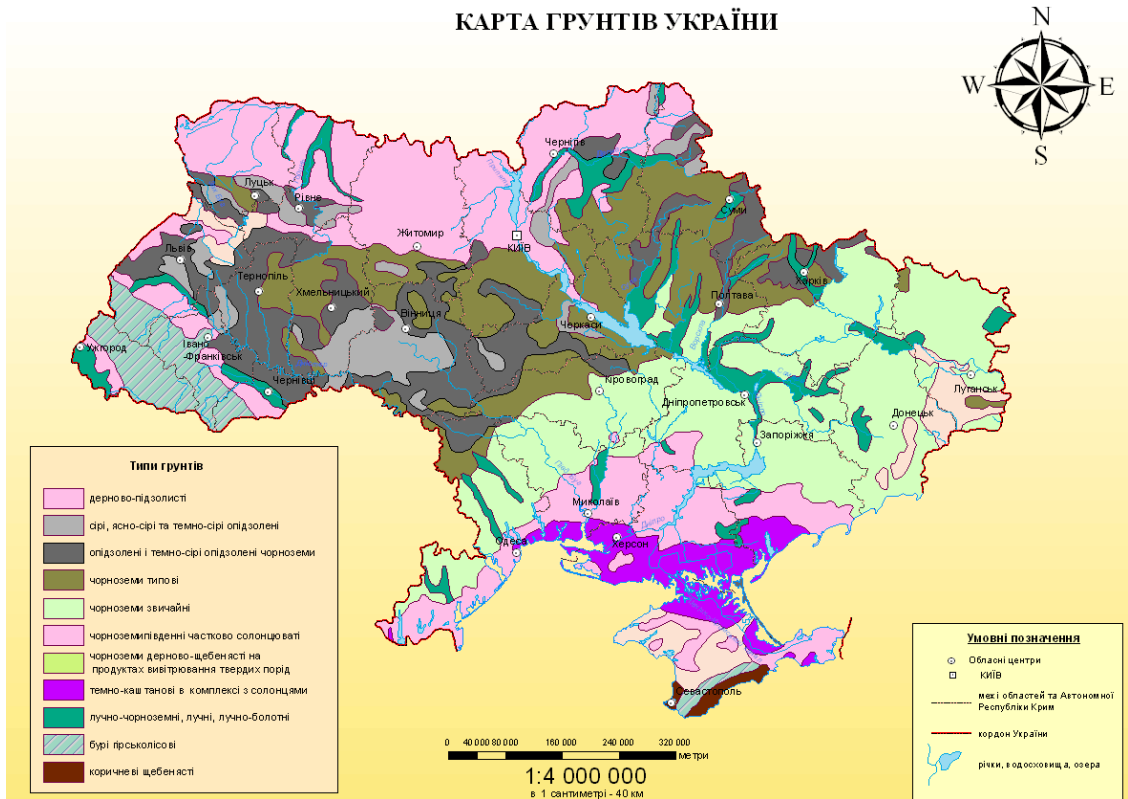 КАРТА ГРУНТІВ УКРАЇНИ
N
W
E
S
Чернігів
Луцьк
Рівне
Суми
Житомир
КИЇВ
Львів
Тернопіль
Хмельницький
Харків
Полтава
Вінниця
Черкаси
Ужгород
Івано
-Франківськ
Чернівці
Кіровоград
Дніпропетровськ
Луганськ
Донецьк
Запоріжжя
Миколаїв
Дніпро
Одеса
Херсон
Севастополь
Типи грунтів
дерново-підзолисті
сірі, ясно-сірі та темно-сірі опідзолені
опідзолені і темно-сірі опідзолені чорноземи
чорноземи типові
чорноземи звичайні
чорноземипівденні частково солонцюваті
чорноземи дерново-щебенясті на
продуктах вивітрювання твердих порід
темно-каштанові в комплексі з солонцями
лучно-чорноземні, лучні, лучно-болотні
бурі гірськолісові
коричневі щебенясті
0 40 000 80 000 160 000 240 000 320 000
метри
1:4 000 000
в 1 сантиметрі - 40 км
Умовні позначення
Обласні центри
КИЇВ
межі областей та Автономної
Республіки Крим
кордон України
річки, водосховища, озера